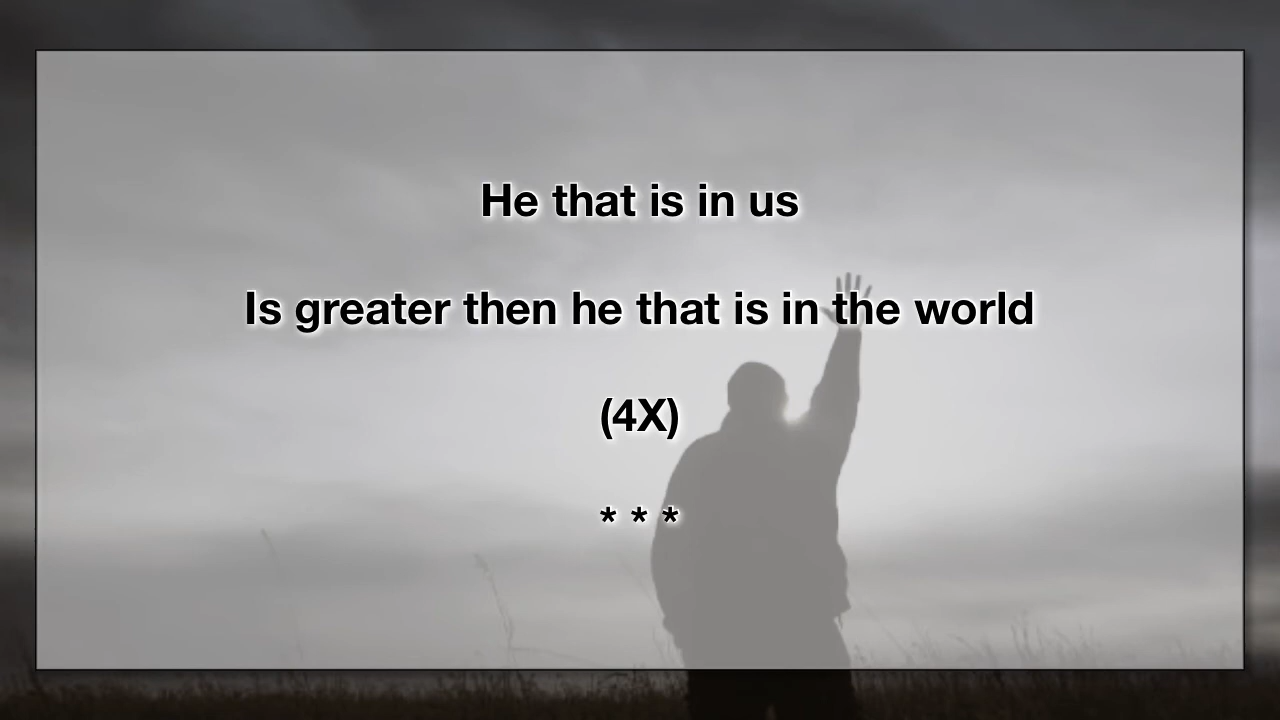 He that is in us
Is greater then he that is in the world
(4X)
* * *